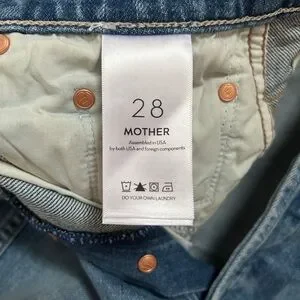 28
MOTHER
Assembled in USA
by both USA and foreign components
DO YOUR OWN LAUNDRY